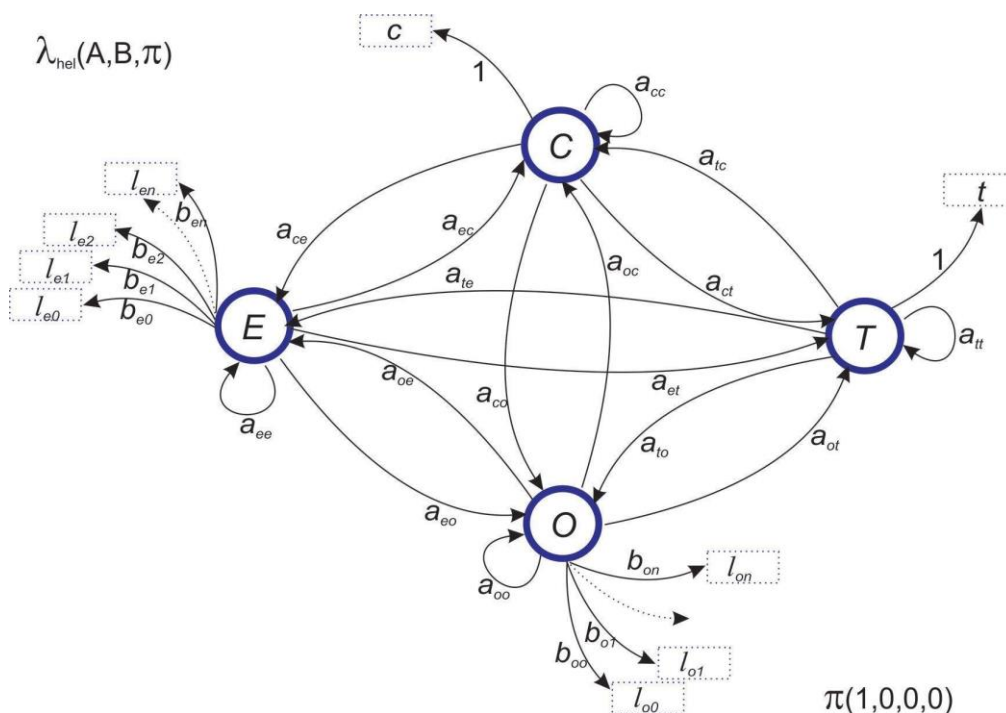 c
λhel(A,B,π)
1
acc
C
atc
len
t
ben
le2
ace
aec
be2
aoc
1
le1
ate
act
be1
le0
be0
E
T
att
aoe
aet
aco
aee
ato
aot
aeo
O
bon
lon
aoo
bo1
boo
lo1
lo0
π(1,0,0,0)